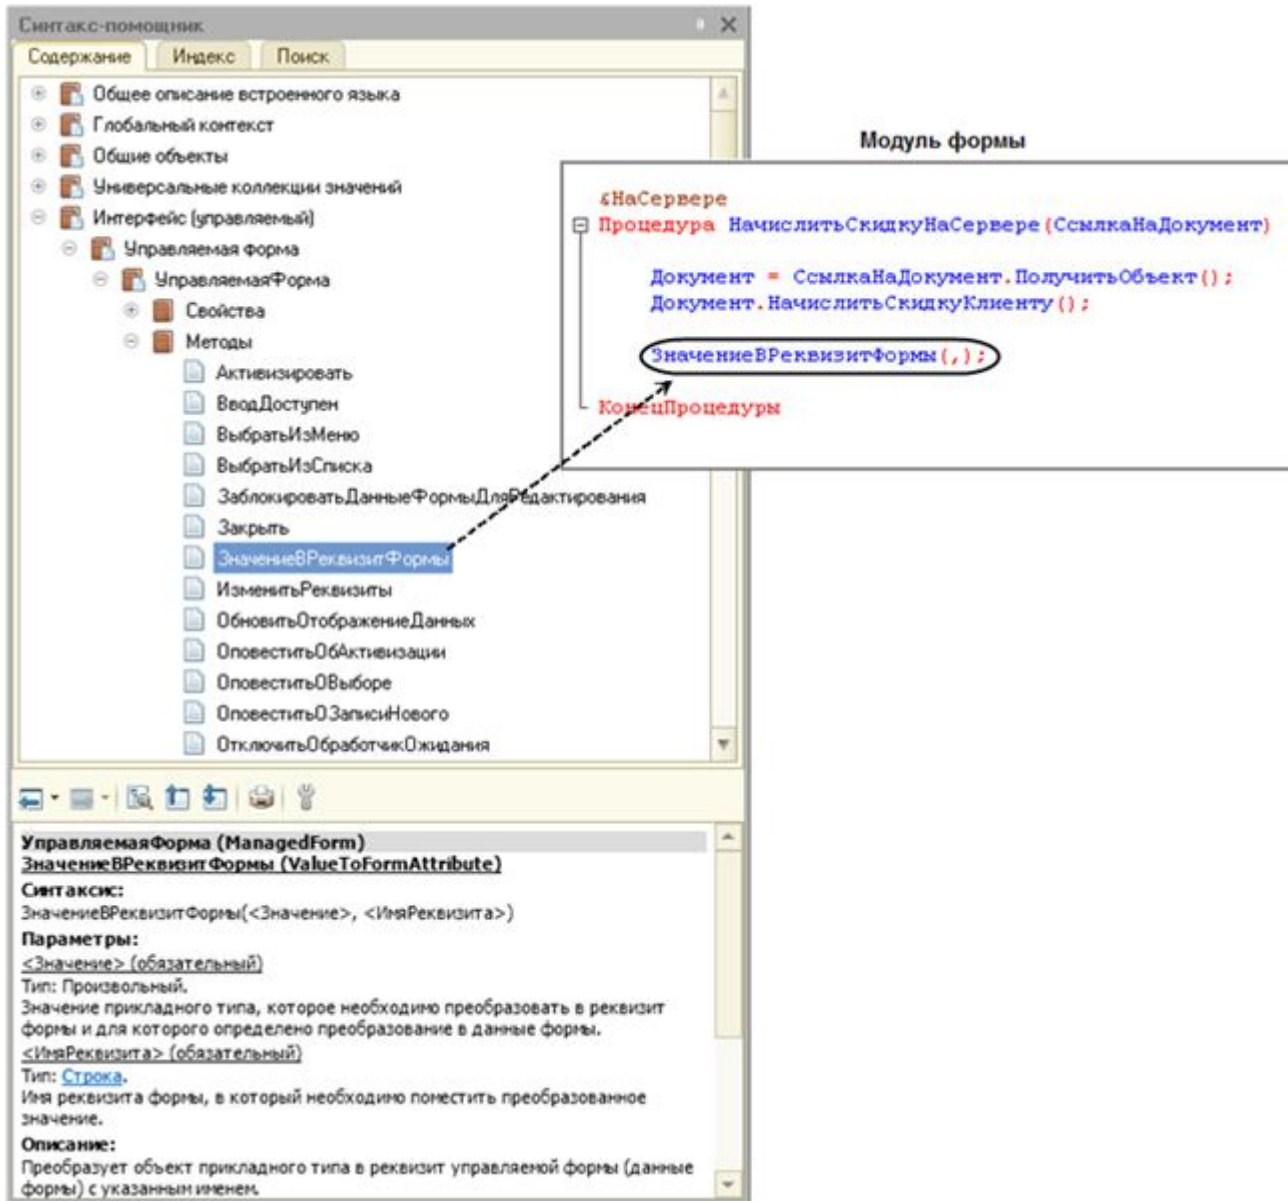 Синтакс-помощник
Содержание Индекс Поиск
Общее описание встроенного языка
Глобальный контекст
Общие объекты
Универсальные коллекции значений
Интерфейс (управляемый)
Управляемая форма
УправляемаяФорма
Свойства
Методы
Активизировать
ВводДоступен
ВыбратьИзМеню
ВыбратьИзСписка
ЗаблокироватьДанныеФормыДляРедактирования
Закрыть
ЗначениеВРеквизитФормы
ИзменитьРеквизиты
ОбновитьОтображениеДанных
ОповеститьОбАктивизации
ОповеститьОВыборе
ОповеститьОЗаписиНового
ОтключитьОбработчикОжидания
УправляемаяФорма (ManagedForm)
ЗначениеВРеквизитФормы (ValueToFormAttribute)
Синтаксис:
ЗначениеВРеквизитФормы(<Значение>, <ИмяРеквизита>)
Параметры:
<Значение> (обязательный)
Тип: Произвольный.
Значение прикладного типа, которое необходимо преобразовать в реквизит
формы и для которого определено преобразование в данные формы.
<ИмяРеквизита> (обязательный)
Тип: Строка.
Имя реквизита формы, в который необходимо поместить преобразованное
значение.
Описание:
Преобразует объект прикладного типа в реквизит управляемой формы (данные
формы) с указанным именем.
Модуль формы
&НаСервере
Процедура НачислитьСкидкуНаСервере(СсылкаНаДокумент)
Документ = СсылкаНаДокумент.ПолучитьОбъект();
Документ.НачислитьСкидкуКлиенту();
ЗначениеВРеквизитФормы(,);
КонецПроцедуры